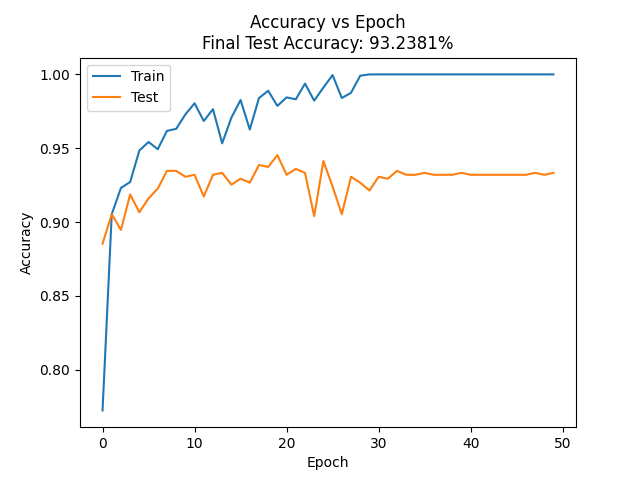 Accuracy vs Epoch
Final Test Accuracy: 93.2381%
Train
Test
1.00
0.95
0.90
0.85
0.80
Accuracy
0
10
20
30
40
50
Epoch